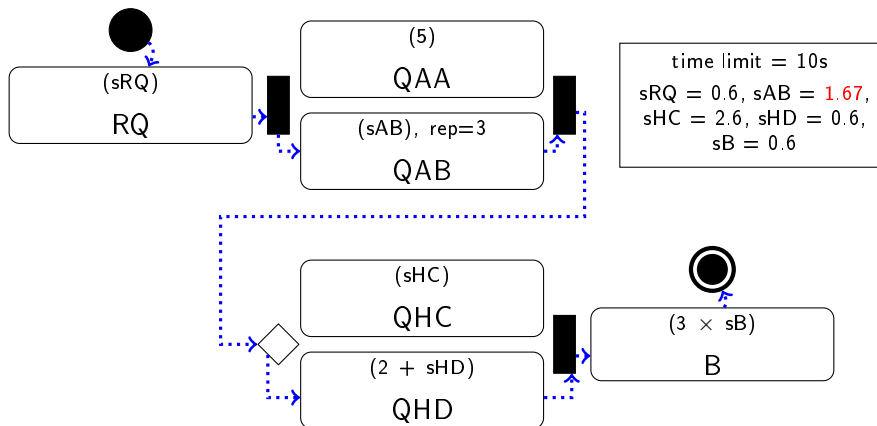 (sRQ)
RQ
(5)
QAA
(sAB), rep=3
QAB
time limit = 10s
sRQ = 0.6, sAB = 1.67,
sHC = 2.6, sHD = 0.6,
sB = 0.6
(sHC)
QHC
(2 + sHD)
QHD
(3 × sB)
B